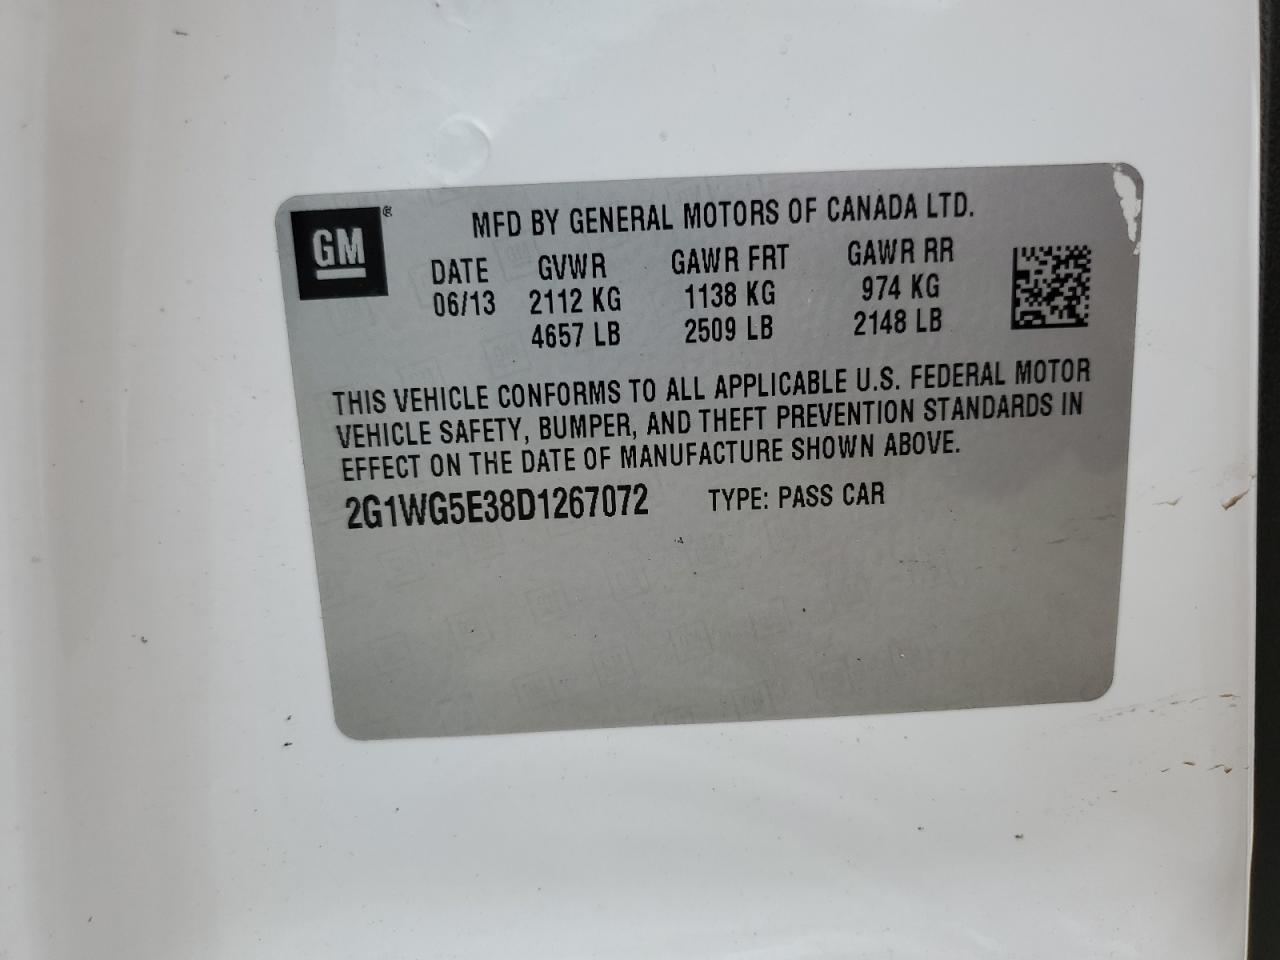 GM®
MFD BY GENERAL MOTORS OF CANADA LTD.
DATE GVWR GAWR FRT GAWR RR
06/13 2112 KG 1138 KG 974 KG
4657 LB 2509 LB 2148 LB
THIS VEHICLE CONFORMS TO ALL APPLICABLE U.S. FEDERAL MOTOR
VEHICLE SAFETY, BUMPER, AND THEFT PREVENTION STANDARDS IN
EFFECT ON THE DATE OF MANUFACTURE SHOWN ABOVE.
2G1WG5E38D1267072 TYPE: PASS CAR